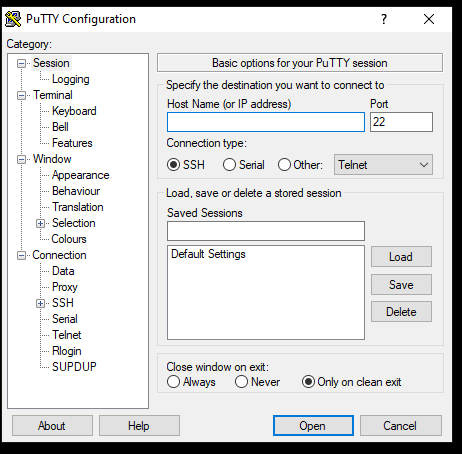 PuTTY Configuration ? ×
Category:
Session
Logging
Terminal
Keyboard
Bell
Features
Window
Appearance
Behaviour
Translation
Selection
Colours
Connection
Data
Proxy
SSH
Serial
Telnet
Rlogin
SUPDUP
Basic options for your PuTTY session
Specify the destination you want to connect to
Host Name (or IP address) Port
22
Connection type:
SSH Serial Other: Telnet
Load, save or delete a stored session
Saved Sessions
Default Settings
Load
Save
Delete
Close window on exit:
Always Never Only on clean exit
About Help Open Cancel